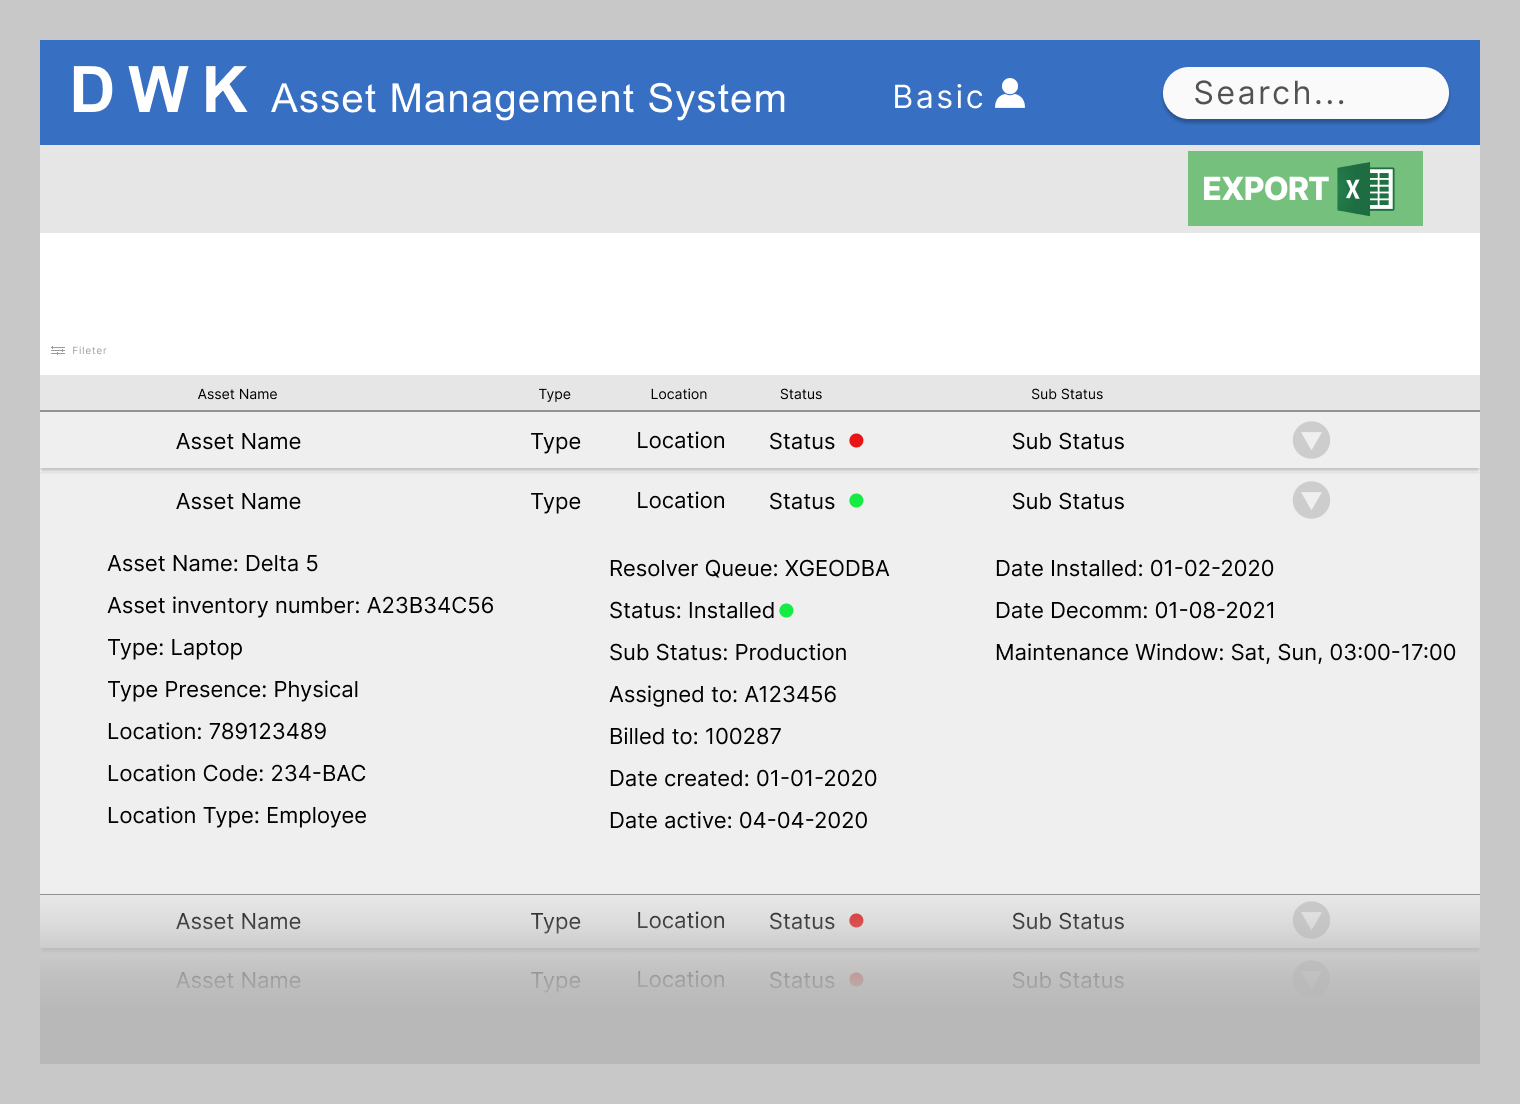 DWK Asset Management System Basic Search...
EXPORT X
Fileter
Asset Name Type Location Status Sub Status
Asset Name Type Location Status Sub Status
Asset Name Type Location Status Sub Status
Asset Name: Delta 5
Asset inventory number: A23B34C56
Type: Laptop
Type Presence: Physical
Location: 789123489
Location Code: 234-BAC
Location Type: Employee
Resolver Queue: XGEODBA
Status: Installed
Sub Status: Production
Assigned to: A123456
Billed to: 100287
Date created: 01-01-2020
Date active: 04-04-2020
Date Installed: 01-02-2020
Date Decomm: 01-08-2021
Maintenance Window: Sat, Sun, 03:00-17:00
Asset Name Type Location Status Sub Status
Asset Name Type Location Status Sub Status